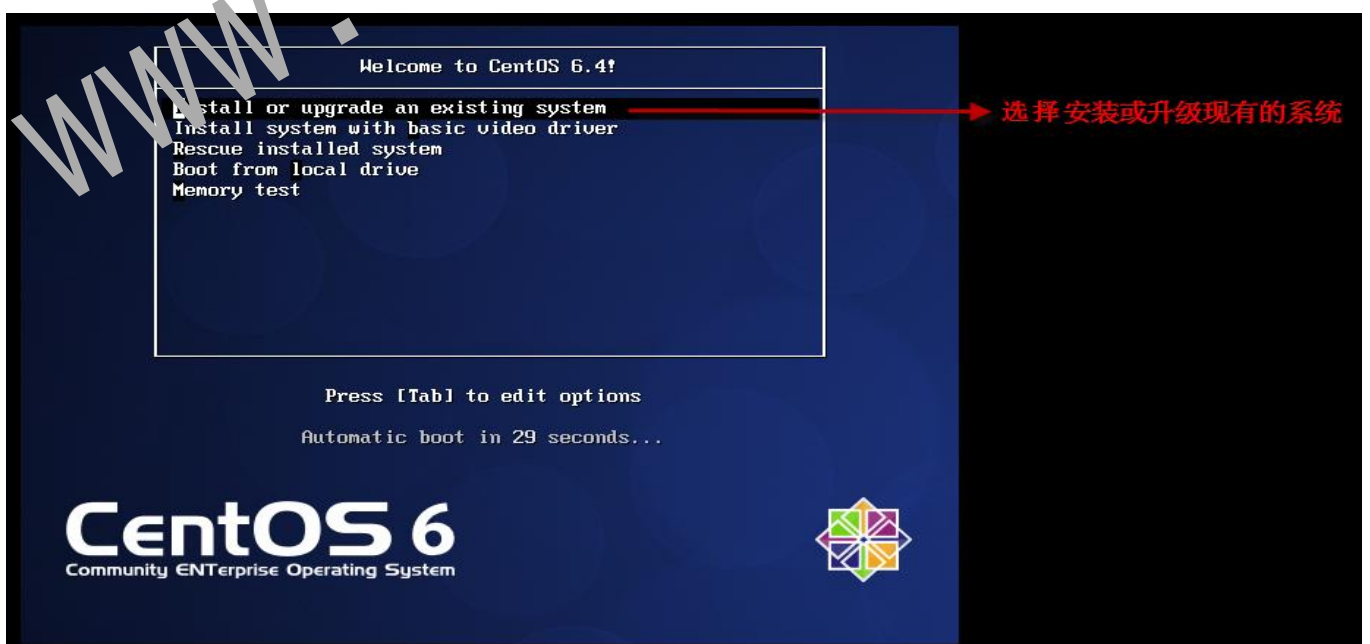 www.
Welcome to CentOS 6.4!
Install or upgrade an existing system
选择安装或升级现有的系统
Install system with basic video driver
Rescue installed system
Boot from local drive
Memory test
Press [Tab] to edit options
Automatic boot in 29 seconds...
CentOS 6
Community ENTerprise Operating System